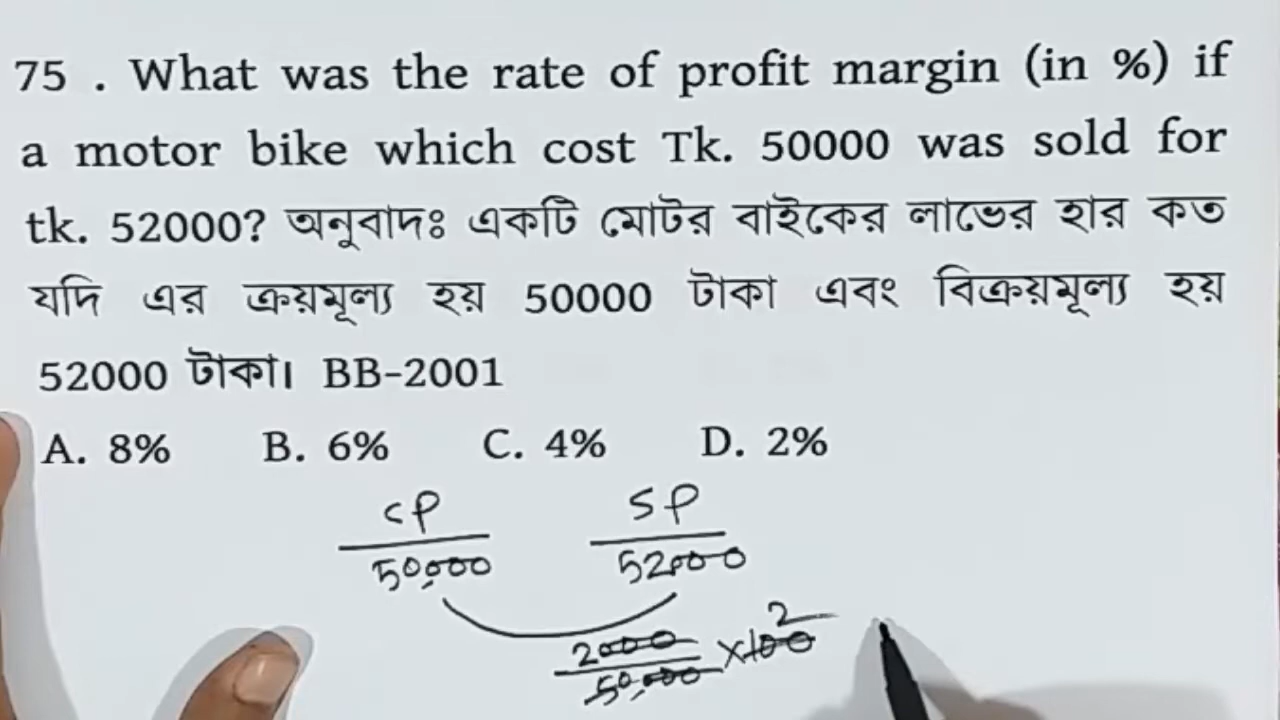 75 . What was the rate of profit margin (in %) if
a motor bike which cost Tk. 50000 was sold for
tk. 52000? অনুবাদঃ একটি মোটর বাইকের লাভের হার কত
যদি এর ক্রয়মূল্য হয় 50000 টাকা এবং বিক্রয়মূল্য হয়
52000 টাকা। BB-2001
A. 8% B. 6% C. 4% D. 2%
CP SP
50,000 52000
2
2000 ×100
50,000